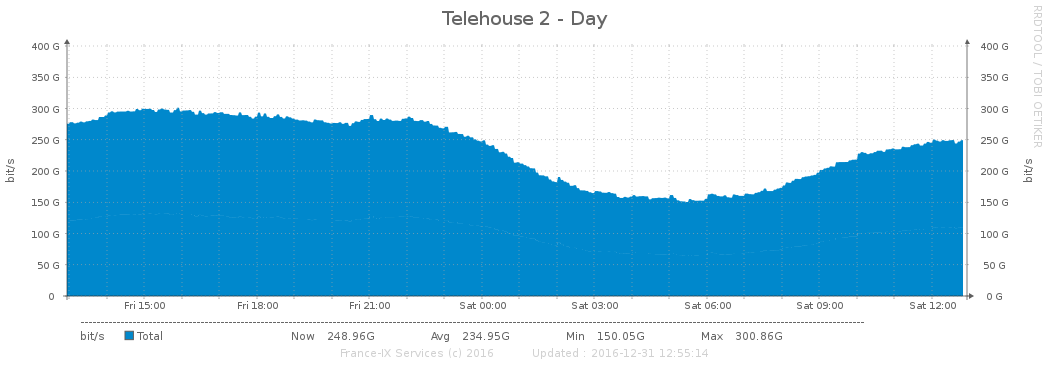 Telehouse 2 - Day
RRDTOOL / TOBI OETIKER
400 G 400 G
350 G 350 G
300 G 300 G
250 G 250 G
200 G 200 G
150 G 150 G
100 G 100 G
50 G 50 G
0 0 G
bit/s bit/s
Fri 15:00 Fri 18:00 Fri 21:00 Sat 00:00 Sat 03:00 Sat 06:00 Sat 09:00 Sat 12:00
bit/s Total Now 248.96G Avg 234.95G Min 150.05G Max 300.86G
France-IX Services (c) 2016 Updated : 2016-12-31 12:55:14